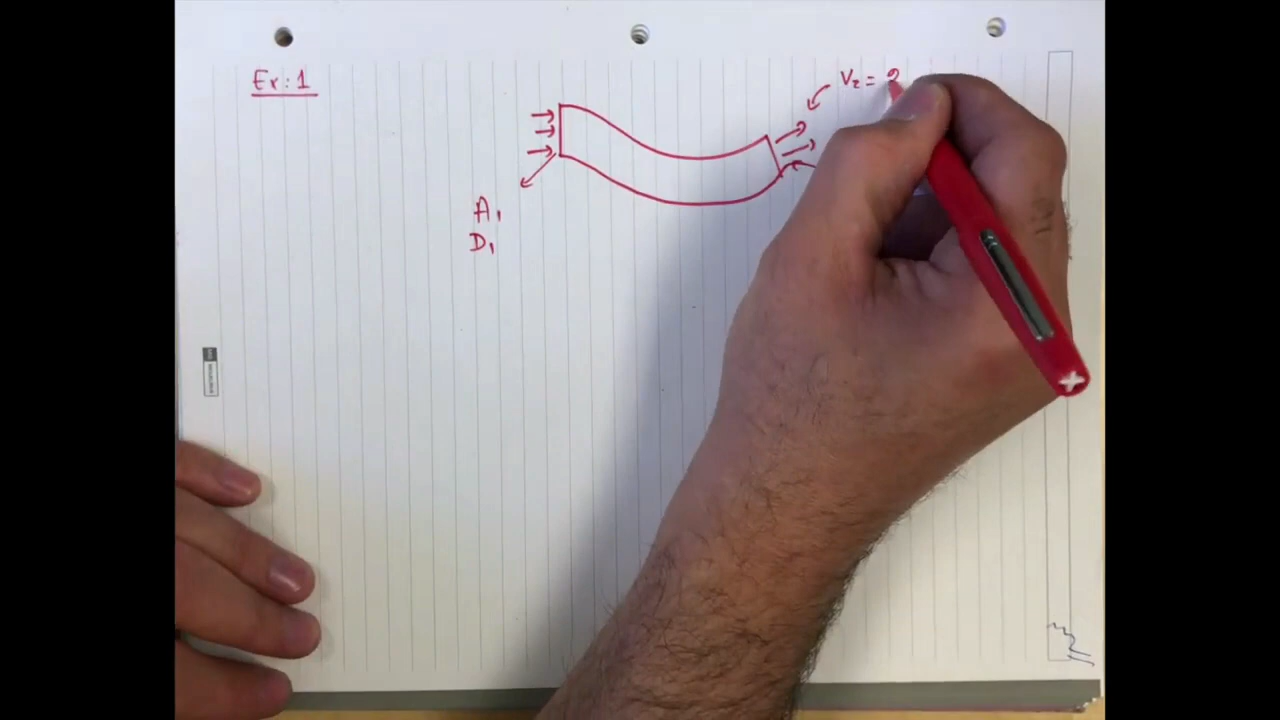 Ex: 1
V₂ = ?
A₁
D₁